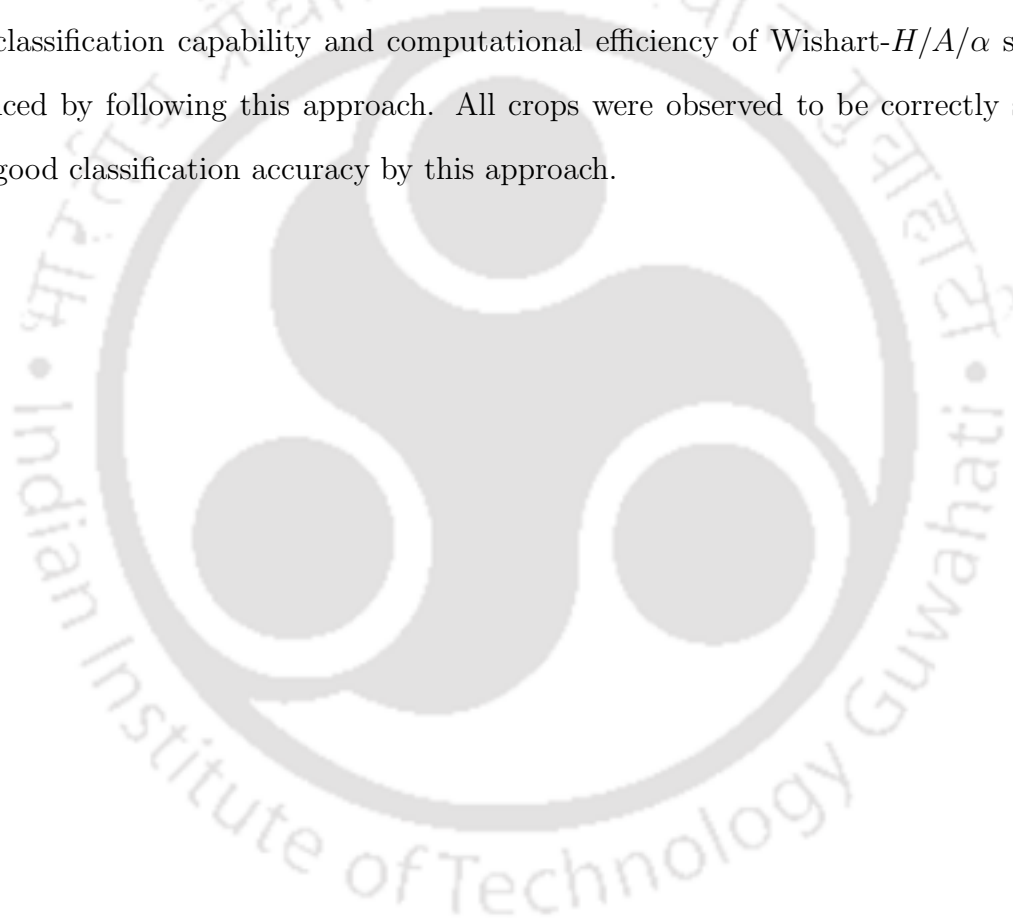 classification capability and computational efficiency of Wishart-H/A/α
by following this approach. All crops were observed to be correctly
good classification accuracy by this approach.
Indian Institute of Technology Guwahati